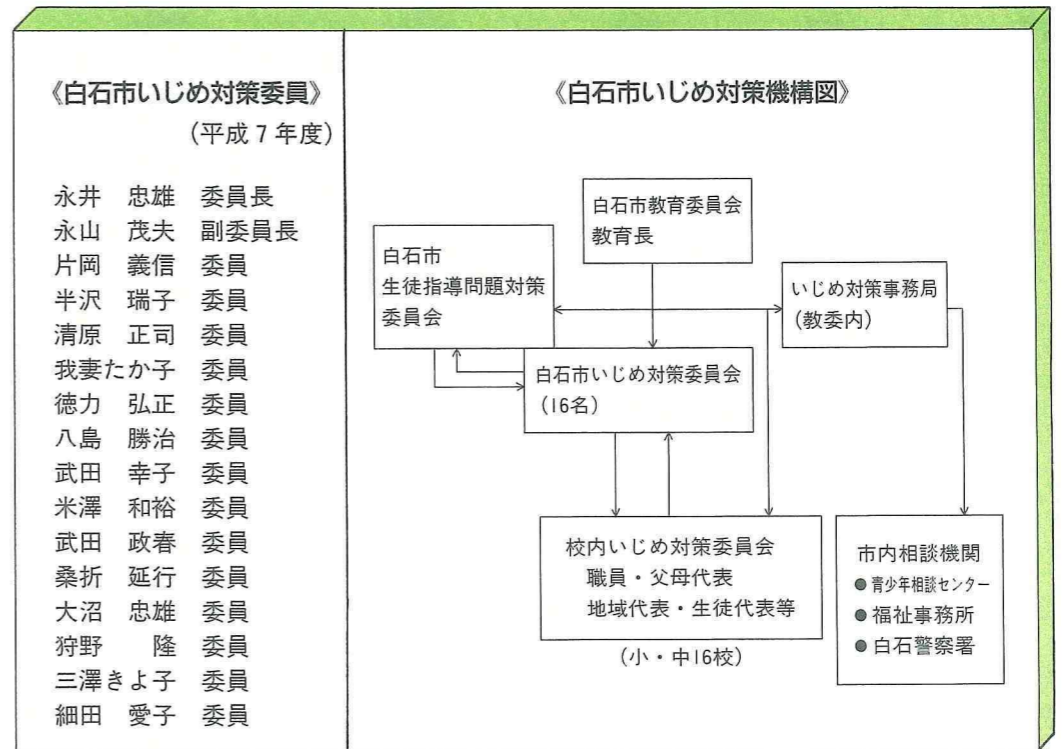 《白石市いじめ対策委員》
(平成7年度)
永井 忠雄 委員長
永山 茂夫 副委員長
片岡 義信 委員
半沢 瑞子 委員
清原 正司 委員
我妻たか子 委員
徳力 弘正 委員
八島 勝治 委員
武田 幸子 委員
米澤 和裕 委員
武田 政春 委員
桑折 延行 委員
大沼 忠雄 委員
狩野 隆 委員
三澤きよ子 委員
細田 愛子 委員
《白石市いじめ対策機構図》
白石市教育委員会
教育長
白石市
生徒指導問題対策
委員会
いじめ対策事務局
(教委内)
白石市いじめ対策委員会
(16名)
校内いじめ対策委員会
職員・父母代表
地域代表・生徒代表等
(小・中16校)
市内相談機関
●青少年相談センター
●福祉事務所
●白石警察署